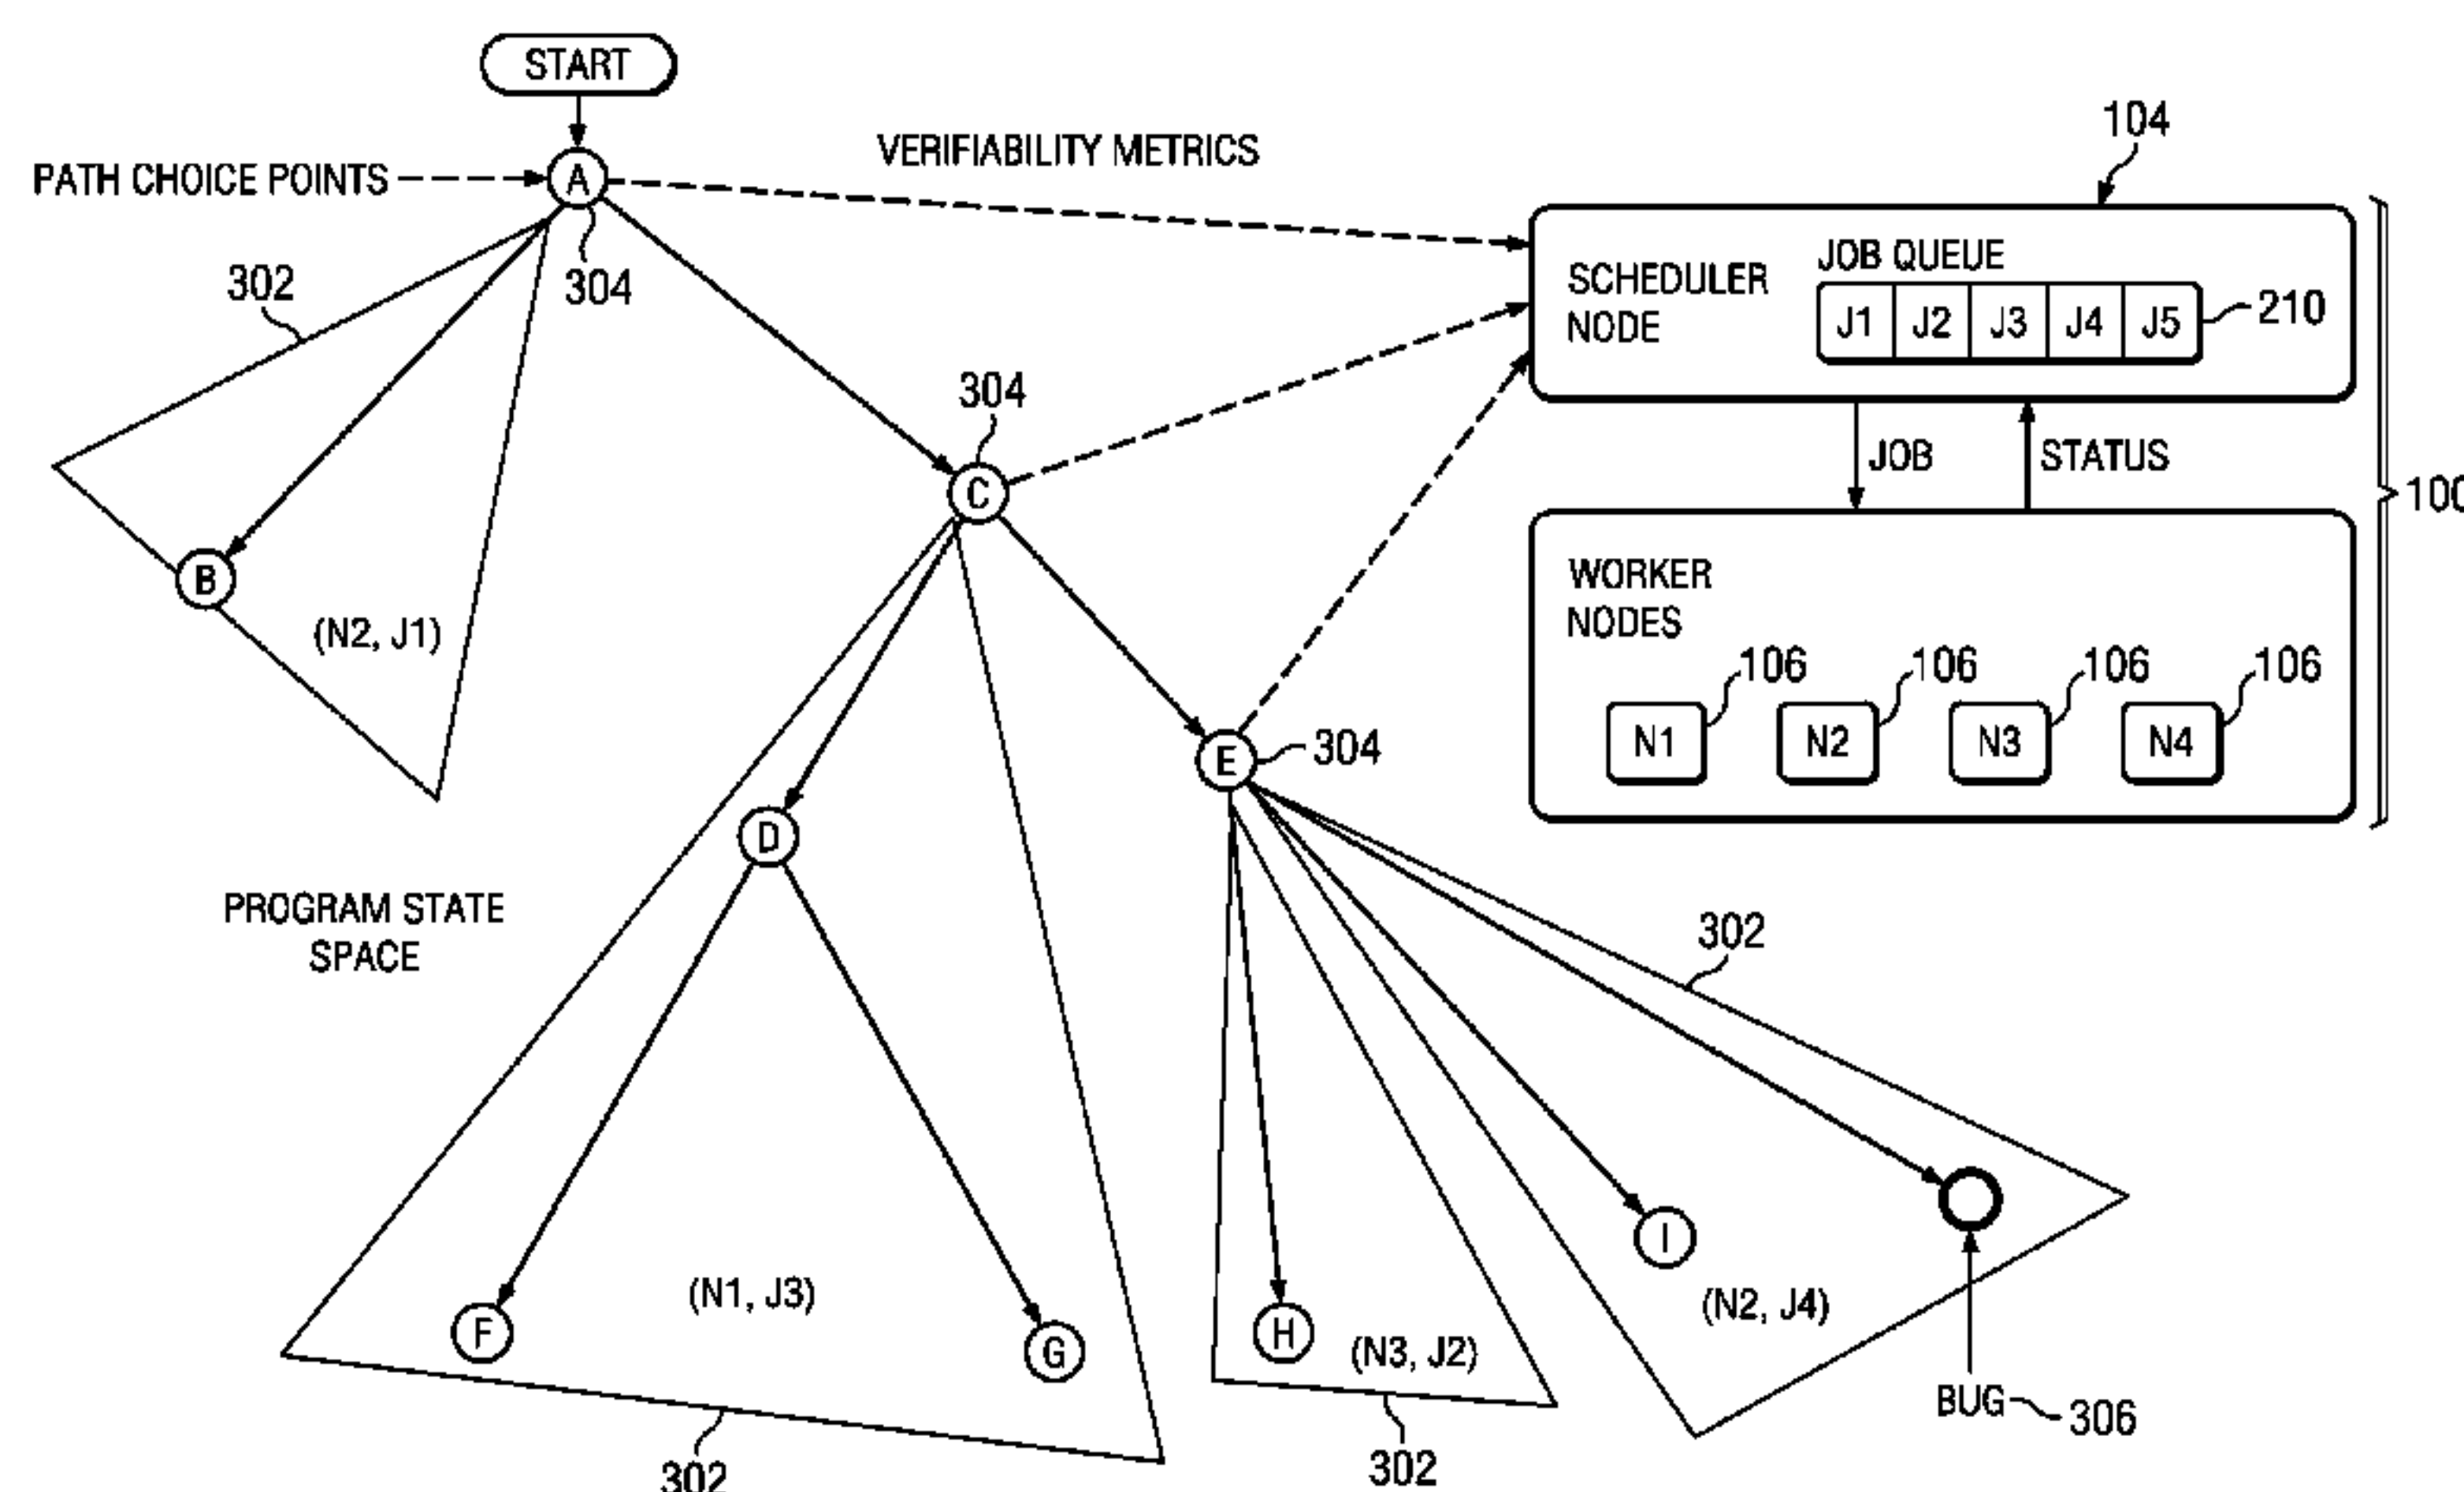 START
104
VERIFIABILITY METRICS
PATH CHOICE POINTS
A
304
302
SCHEDULER
NODE
JOB QUEUE
J1 J2 J3 J4 J5
210
304
C
JOB
STATUS
100
B
(N2, J1)
WORKER
NODES
106 106 106 106
N1 N2 N3 N4
E
304
D
PROGRAM STATE
SPACE
302
I
(N1, J3)
(N2, J4)
F
G
H
(N3, J2)
BUG
306
302
302